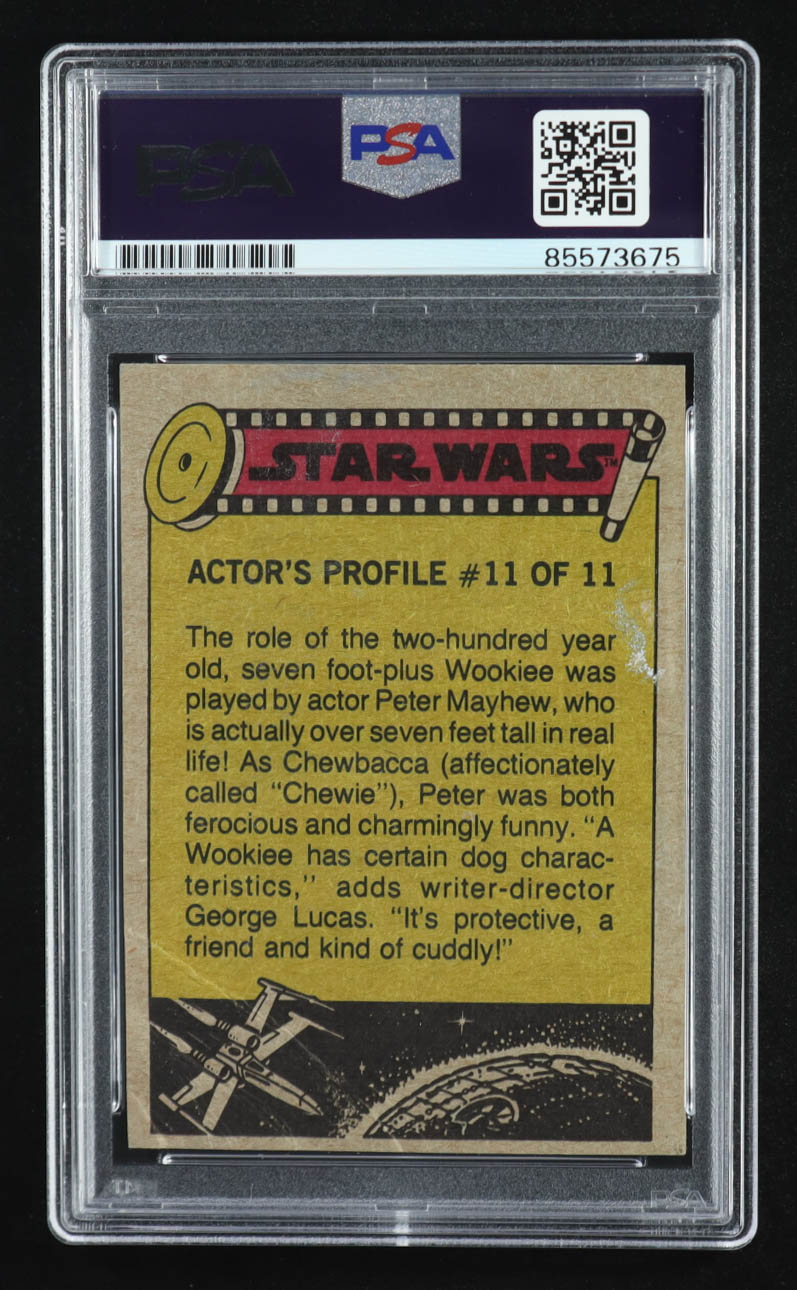 PSA
PSA
85573675
STAR WARS™
ACTOR'S PROFILE #11 OF 11
The role of the two-hundred year
old, seven foot-plus Wookiee was
played by actor Peter Mayhew, who
is actually over seven feet tall in real
life! As Chewbacca (affectionately
called "Chewie"), Peter was both
ferocious and charmingly funny. "A
Wookiee has certain dog charac-
teristics," adds writer-director
George Lucas. "It's protective, a
friend and kind of cuddly!"
PSA